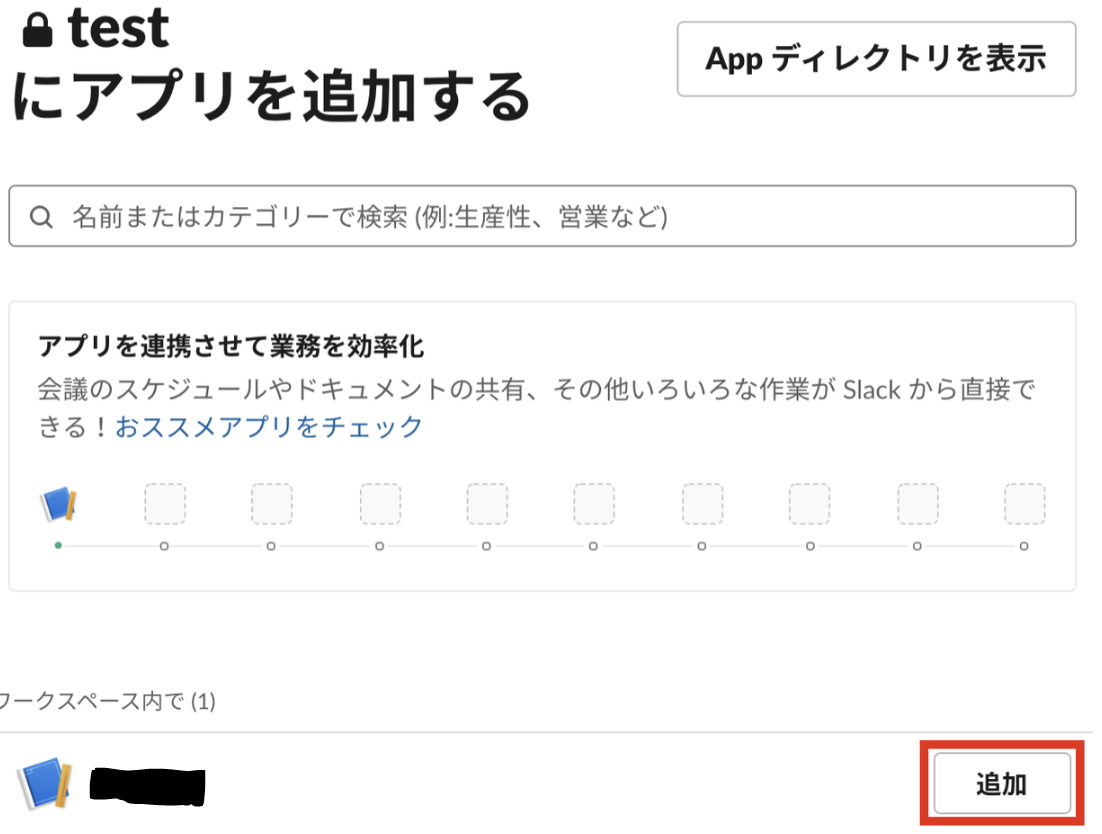 test
にアプリを追加する
App ディレクトリを表示
名前またはカテゴリーで検索 (例:生産性、営業など)
アプリを連携させて業務を効率化
会議のスケジュールやドキュメントの共有、その他いろいろな作業が Slack から直接で
きる！おススメアプリをチェック
ワークスペース内で (1)
追加